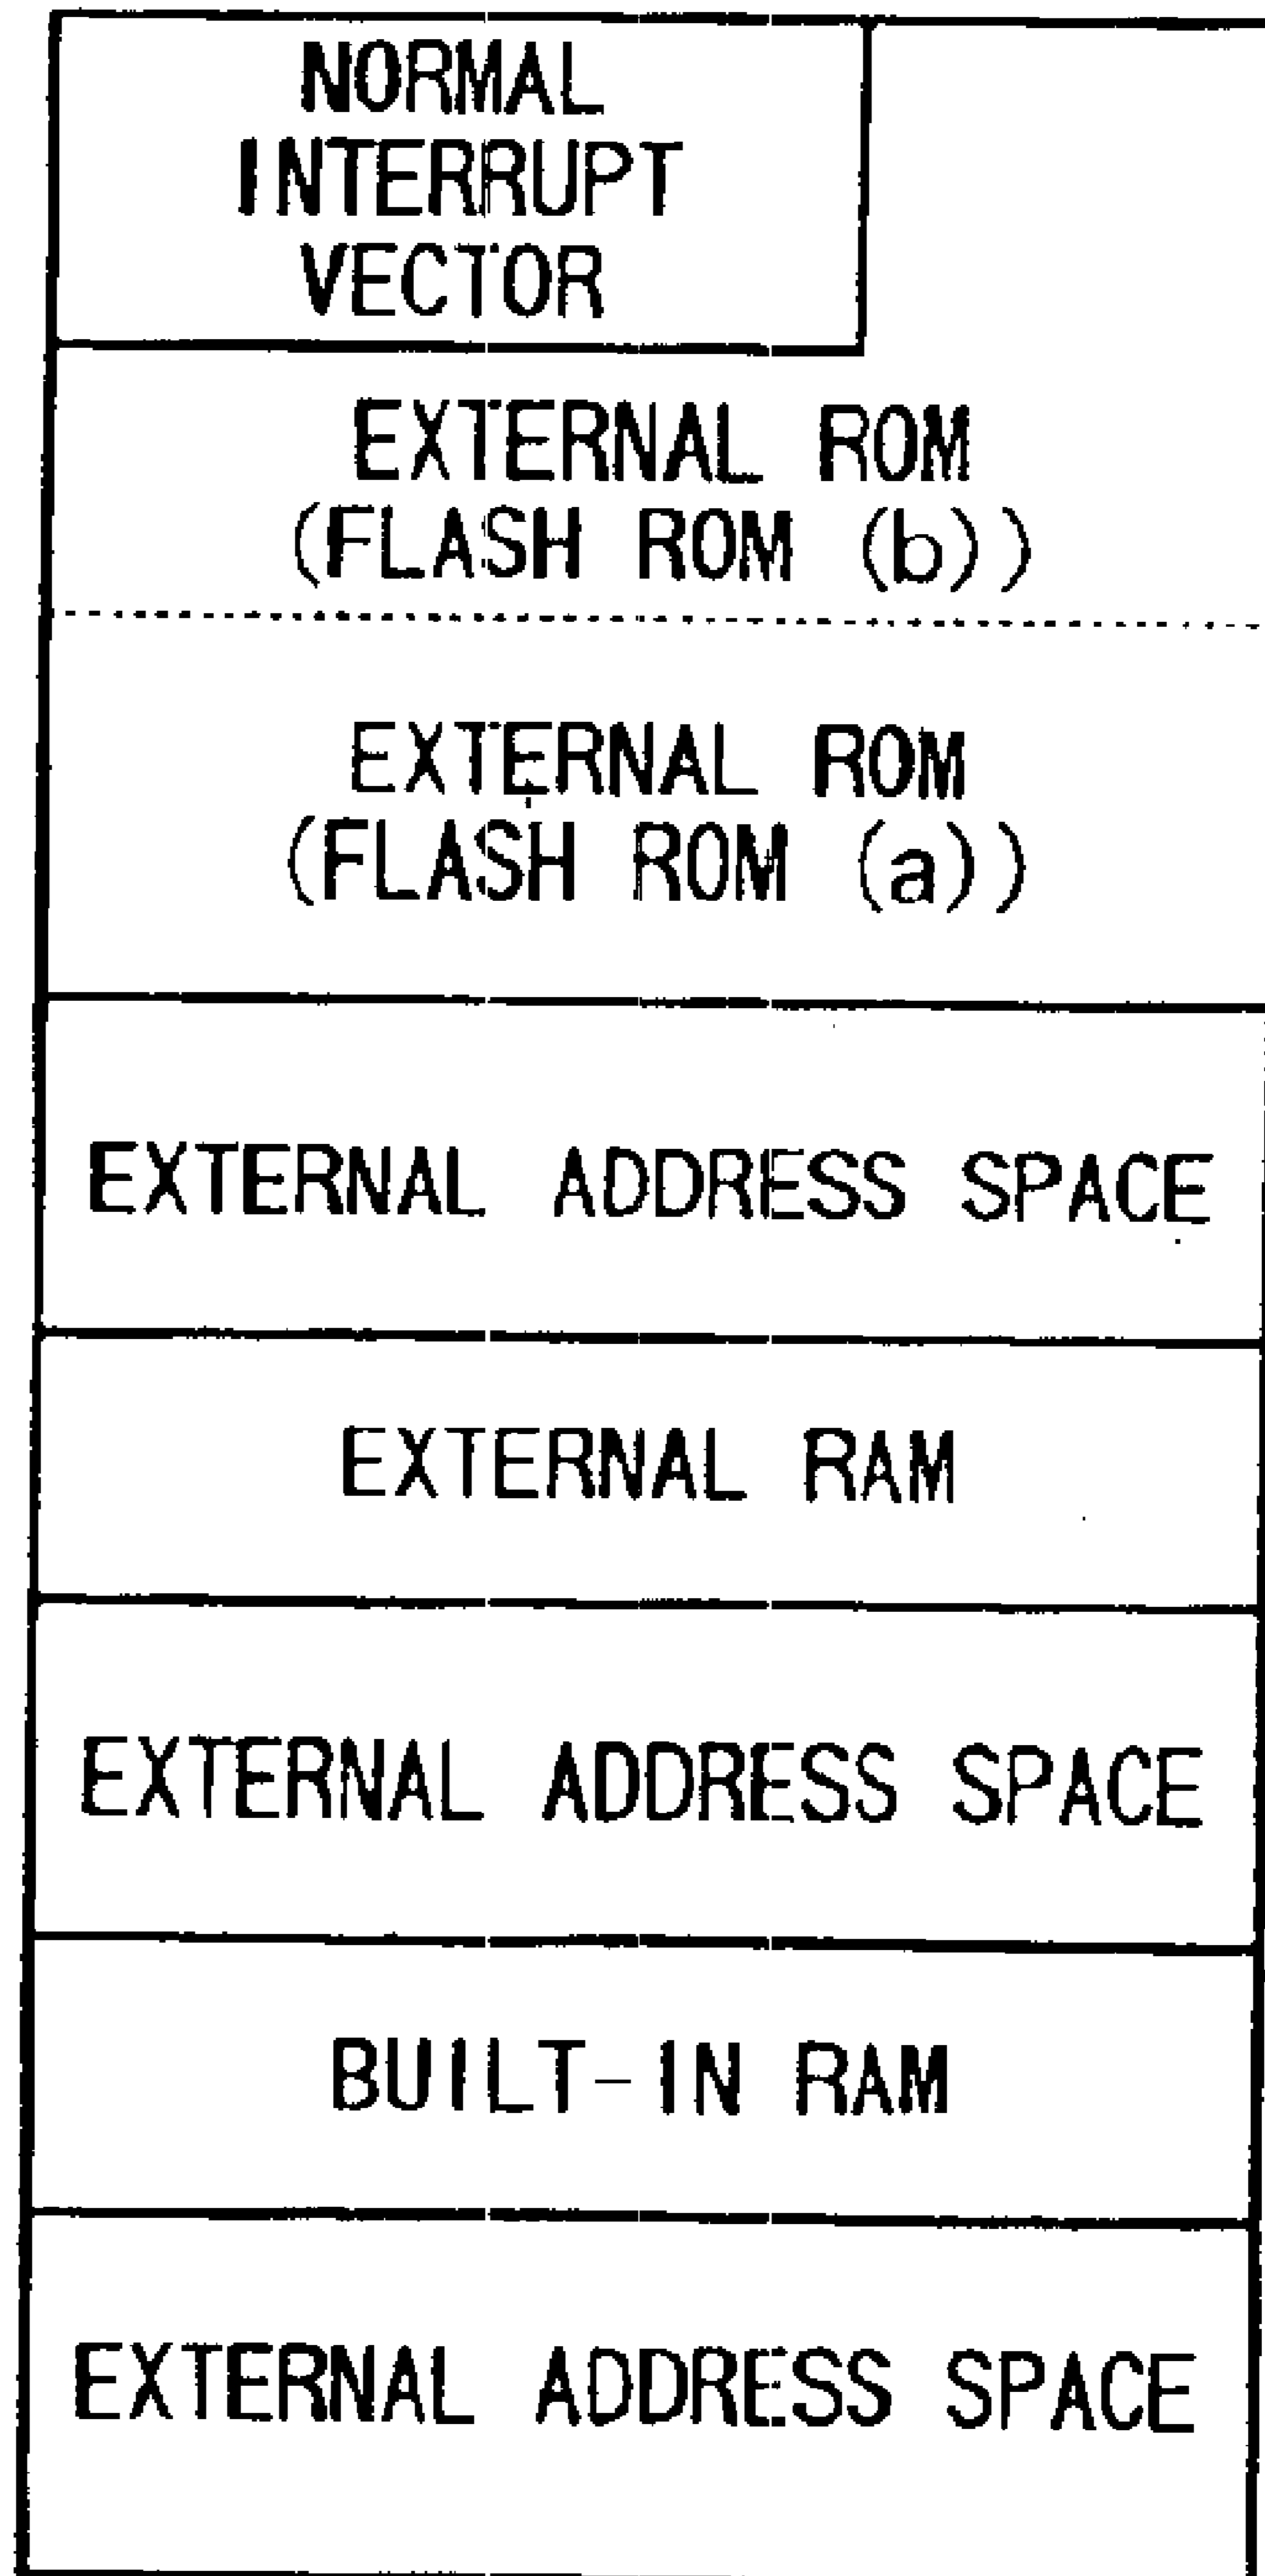 NORMAL
INTERRUPT
VECTOR
EXTERNAL ROM
(FLASH ROM (b))
EXTERNAL ROM
(FLASH ROM (a))
EXTERNAL ADDRESS SPACE
EXTERNAL RAM
EXTERNAL ADDRESS SPACE
BUILT-IN RAM
EXTERNAL ADDRESS SPACE